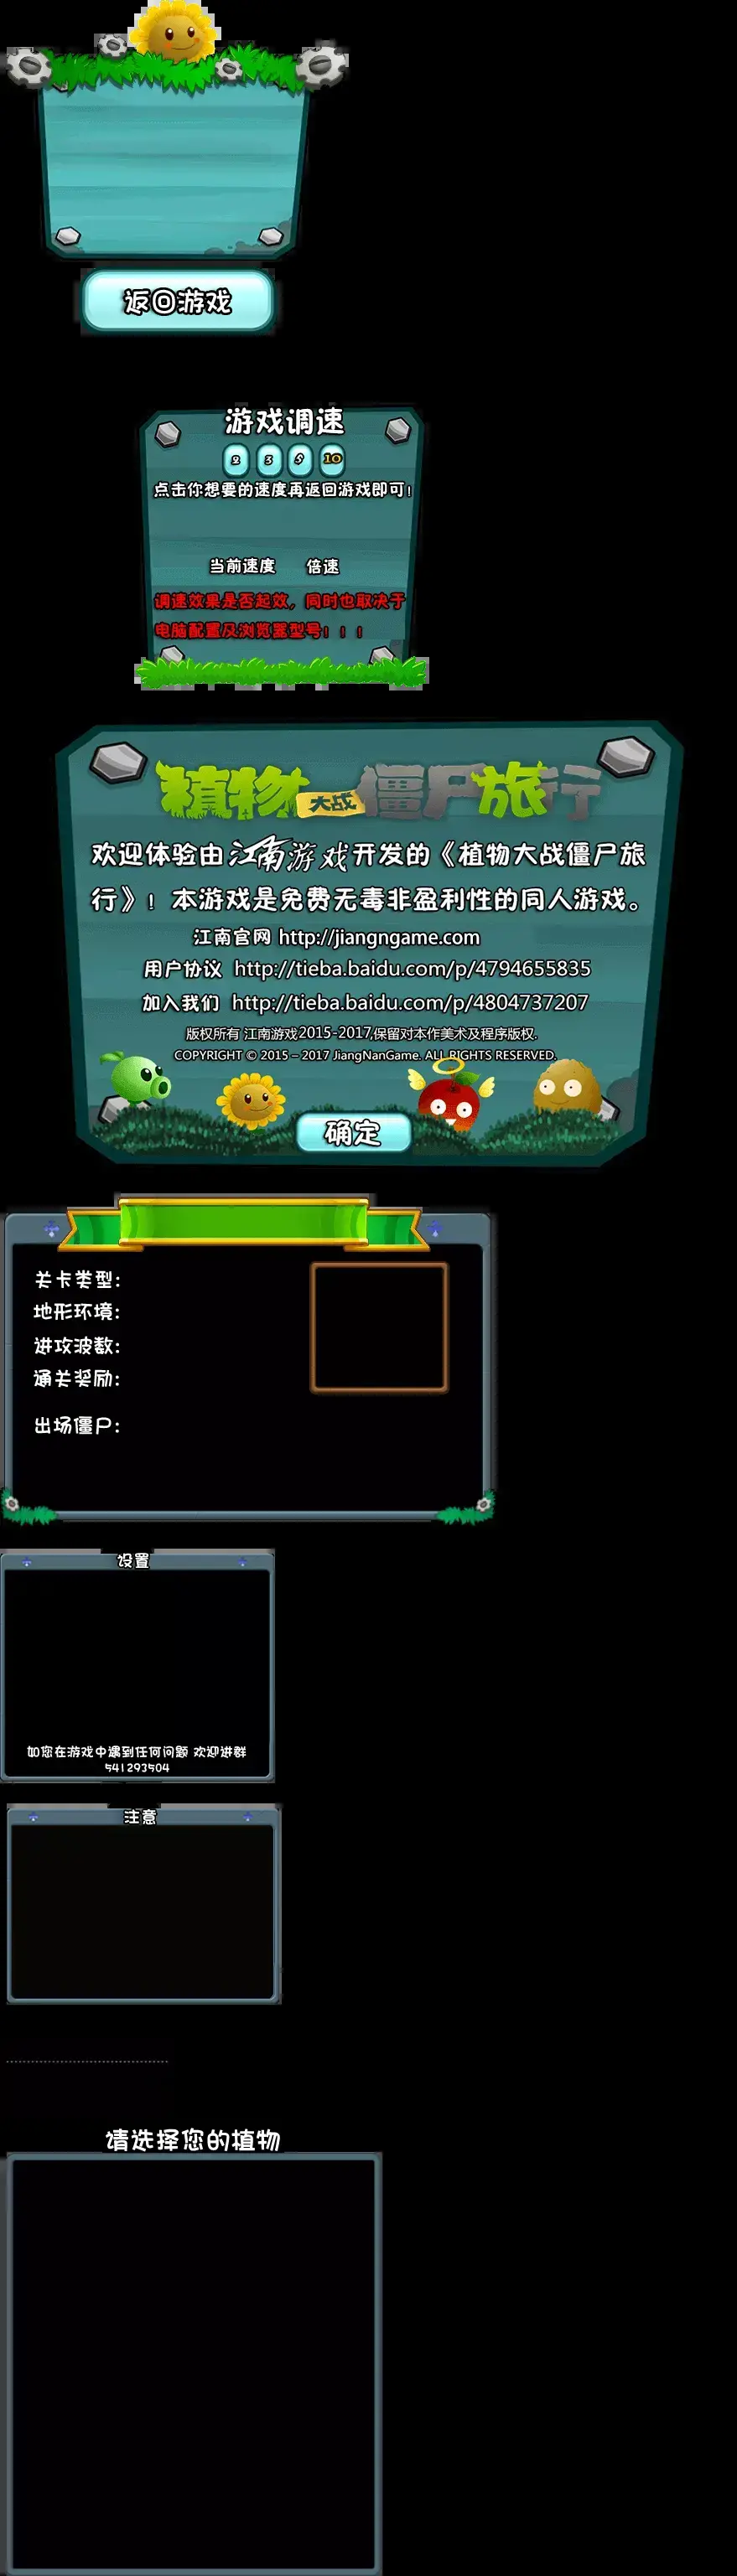 返回游戏
游戏调速
2 3 5 10
点击你想要的速度再返回游戏即可!
当前速度 倍速
调速效果是否起效，同时也取决于
电脑配置及浏览器型号！！！
植物大战僵尸旅行
欢迎体验由江南游戏开发的《植物大战僵尸旅
行》！本游戏是免费无毒非盈利性的同人游戏。
江南官网 http://jiangngame.com
用户协议 http://tieba.baidu.com/p/4794655835
加入我们 http://tieba.baidu.com/p/4804737207
版权所有 江南游戏2015-2017,保留对本作美术及程序版权.
COPYRIGHT © 2015 – 2017 JiangNanGame. ALL RIGHTS RESERVED.
确定
关卡类型:
地形环境:
进攻波数:
通关奖励:
出场僵尸:
设置
如您在游戏中遇到任何问题 欢迎进群
541293504
注意
请选择您的植物